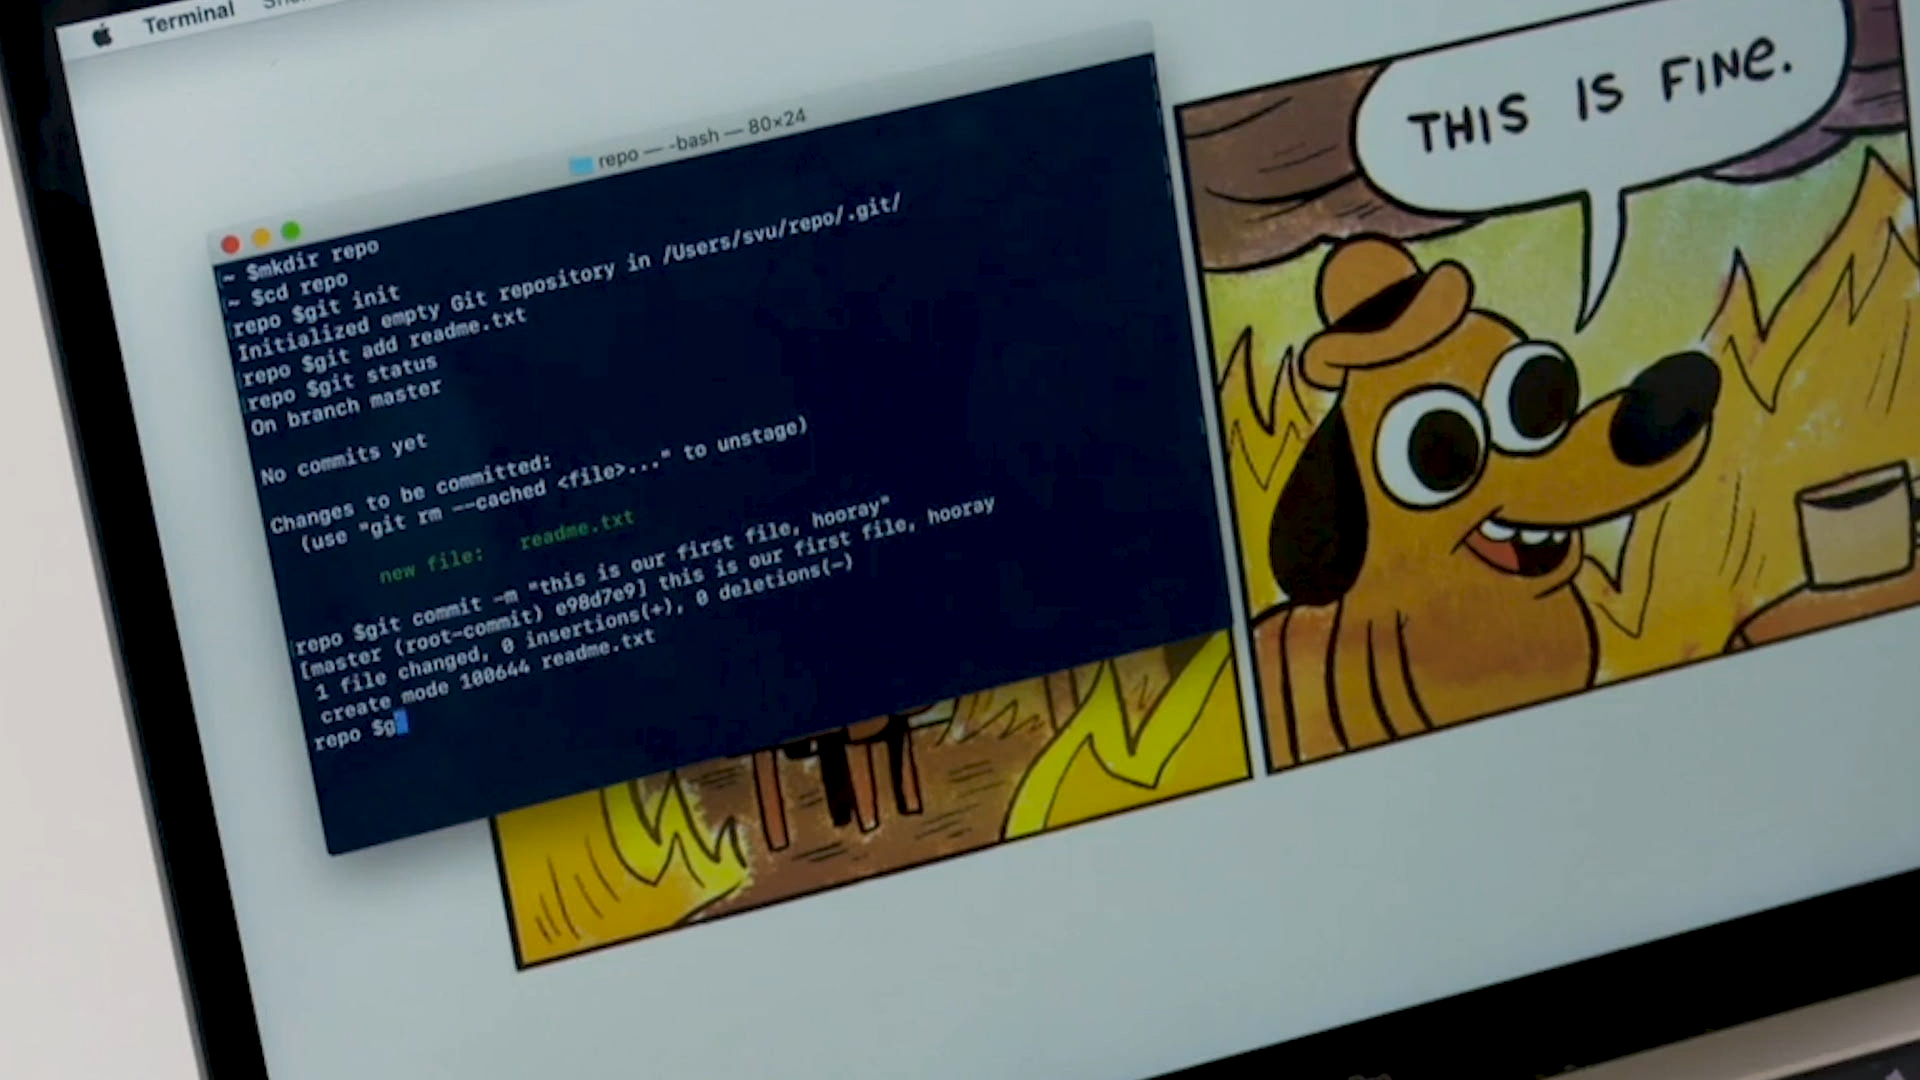 Terminal
repo — -bash — 80×24
~ $mkdir repo
~ $cd repo
repo $git init
Initialized empty Git repository in /Users/svu/repo/.git/
repo $git add readme.txt
repo $git status
On branch master
No commits yet
Changes to be committed:
(use "git rm --cached <file>..." to unstage)
new file: readme.txt
repo $git commit -m "this is our first file, hooray"
[master (root-commit) e98d7e9] this is our first file, hooray
1 file changed, 0 insertions(+), 0 deletions(-)
create mode 100644 readme.txt
repo $g
THIS IS FINE.